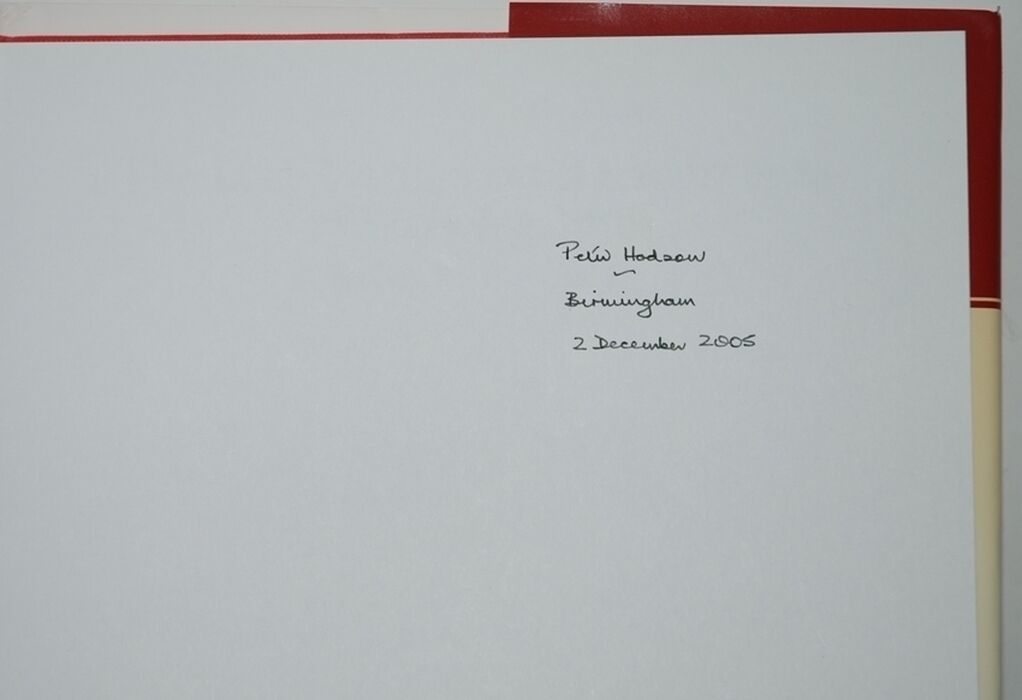 Peter Hodson
Birmingham
2 December 2005